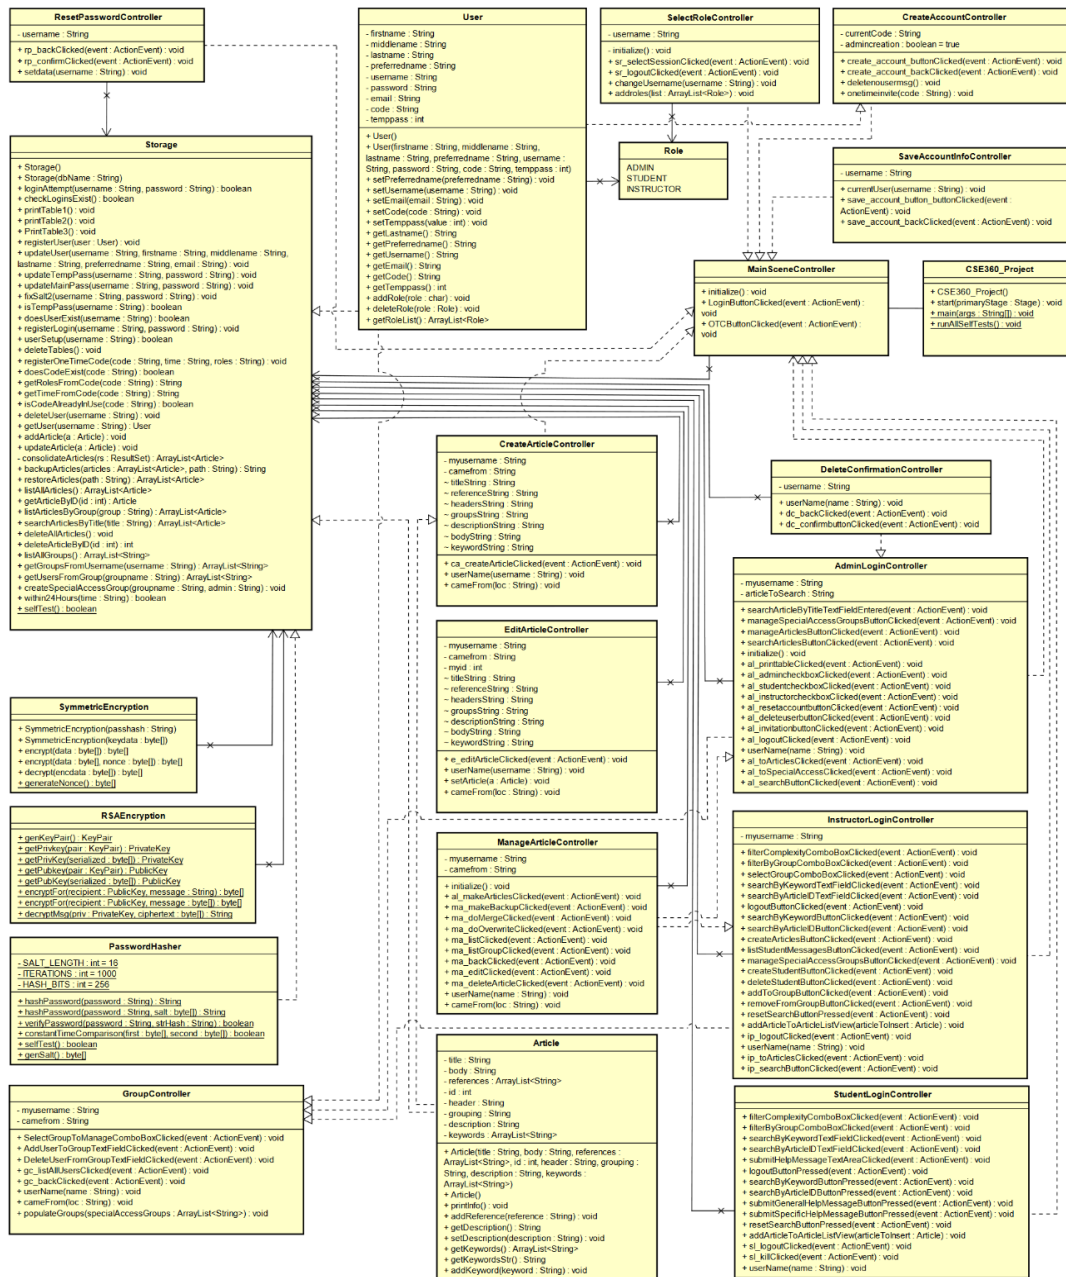 ResetPasswordController
- username : String
+ rp_backClicked(event : ActionEvent) : void
+ rp_confirmClicked(event : ActionEvent) : void
+ setdata(username : String) : void
User
- firstname : String
- middlename : String
- lastname : String
- preferredname : String
- username : String
- password : String
- email : String
- code : String
- temppass : int
+ User()
+ User(firstname : String, middlename : String,
lastname : String, preferredname : String, username :
String, password : String, code : String, temppass : int)
+ setPreferredname(preferredname : String) : void
+ setUsername(username : String) : void
+ setEmail(email : String) : void
+ setCode(code : String) : void
+ setTemppass(value : int) : void
+ getLastname() : String
+ getPreferredname() : String
+ getUsername() : String
+ getEmail() : String
+ getCode() : String
+ getTemppass() : int
+ addRole(role : char) : void
+ deleteRole(role : Role) : void
+ getRoleList() : ArrayList<Role>
SelectRoleController
- username : String
- initialize() : void
+ sr_selectSessionClicked(event : ActionEvent) : void
+ sr_logoutClicked(event : ActionEvent) : void
+ changeUsername(username : String) : void
+ addroles(list : ArrayList<Role>) : void
CreateAccountController
- currentCode : String
- admincreation : boolean = true
+ create_account_buttonClicked(event : ActionEvent) : void
+ create_account_backClicked(event : ActionEvent) : void
+ deletenousermsg() : void
+ onetimeinvite(code : String) : void
Role
ADMIN
STUDENT
INSTRUCTOR
SaveAccountInfoController
- username : String
+ currentUser(username : String) : void
+ save_account_button_buttonClicked(event :
ActionEvent) : void
+ save_account_backClicked(event : ActionEvent) : void
Storage
+ Storage()
+ Storage(dbName : String)
+ loginAttempt(username : String, password : String) : boolean
+ checkLoginsExist() : boolean
+ printTable1() : void
+ printTable2() : void
+ PrintTable3() : void
+ registerUser(user : User) : void
+ updateUser(username : String, firstname : String, middlename : String,
lastname : String, preferredname : String, email : String) : void
+ updateTempPass(username : String, password : String) : void
+ updateMainPass(username : String, password : String) : void
+ fixSalt2(username : String, password : String) : void
+ isTempPass(username : String) : boolean
+ doesUserExist(username : String) : boolean
+ registerLogin(username : String, password : String) : void
+ userSetup(username : String) : boolean
+ deleteTables() : void
+ registerOneTimeCode(code : String, time : String, roles : String) : void
+ doesCodeExist(code : String) : boolean
+ getRolesFromCode(code : String) : String
+ getTimeFromCode(code : String) : String
+ isCodeAlreadyInUse(code : String) : boolean
+ deleteUser(username : String) : void
+ getUser(username : String) : User
+ addArticle(a : Article) : void
+ updateArticle(a : Article) : void
- consolidateArticles(rs : ResultSet) : ArrayList<Article>
+ backupArticles(articles : ArrayList<Article>, path : String) : String
+ restoreArticles(path : String) : ArrayList<Article>
+ listAllArticles() : ArrayList<Article>
+ getArticleByID(id : int) : Article
+ listArticlesByGroup(group : String) : ArrayList<Article>
+ searchArticlesByTitle(title : String) : ArrayList<Article>
+ deleteAllArticles() : void
+ deleteArticleByID(id : int) : int
+ listAllGroups() : ArrayList<String>
+ getGroupsFromUsername(username : String) : ArrayList<String>
+ getUsersFromGroup(groupname : String) : ArrayList<String>
+ createSpecialAccessGroup(groupname : String, admin : String) : void
+ within24Hours(time : String) : boolean
+ selfTest() : boolean
MainSceneController
+ initialize() : void
+ LoginButtonClicked(event : ActionEvent) :
void
+ OTCButtonClicked(event : ActionEvent) :
void
CSE360_Project
+ CSE360_Project()
+ start(primaryStage : Stage) : void
+ main(args : String[]) : void
+ runAllSelfTests() : void
CreateArticleController
- myusername : String
- camefrom : String
~ titleString : String
~ referenceString : String
~ headersString : String
~ groupsString : String
~ descriptionString : String
~ bodyString : String
~ keywordString : String
+ ca_createArticleClicked(event : ActionEvent) : void
+ userName(username : String) : void
+ cameFrom(loc : String) : void
DeleteConfirmationController
- username : String
+ userName(name : String) : void
+ dc_backClicked(event : ActionEvent) : void
+ dc_confirmbuttonClicked(event : ActionEvent) : void
AdminLoginController
- myusername : String
- articleToSearch : String
+ searchArticleByTitleTextFieldEntered(event : ActionEvent) : void
+ manageSpecialAccessGroupsButtonClicked(event : ActionEvent) : void
+ manageArticlesButtonClicked(event : ActionEvent) : void
+ searchArticlesButtonClicked(event : ActionEvent) : void
+ initialize() : void
+ al_printtableClicked(event : ActionEvent) : void
+ al_admincheckboxClicked(event : ActionEvent) : void
+ al_studentcheckboxClicked(event : ActionEvent) : void
+ al_instructorcheckboxClicked(event : ActionEvent) : void
+ al_resetaccountbuttonClicked(event : ActionEvent) : void
+ al_deleteuserbuttonClicked(event : ActionEvent) : void
+ al_invitationbuttonClicked(event : ActionEvent) : void
+ al_logoutClicked(event : ActionEvent) : void
+ userName(name : String) : void
+ al_toArticlesClicked(event : ActionEvent) : void
+ al_toSpecialAccessClicked(event : ActionEvent) : void
+ al_searchButtonClicked(event : ActionEvent) : void
EditArticleController
- myusername : String
- camefrom : String
- myid : int
~ titleString : String
~ referenceString : String
~ headersString : String
~ groupsString : String
~ descriptionString : String
~ bodyString : String
~ keywordString : String
+ e_editArticleClicked(event : ActionEvent) : void
+ userName(username : String) : void
+ setArticle(a : Article) : void
+ cameFrom(loc : String) : void
SymmetricEncryption
+ SymmetricEncryption(passhash : String)
+ SymmetricEncryption(keydata : byte[])
+ encrypt(data : byte[]) : byte[]
+ encrypt(data : byte[], nonce : byte[]) : byte[]
+ decrypt(encdata : byte[]) : byte[]
+ generateNonce() : byte[]
RSAEncryption
+ genKeyPair() : KeyPair
+ getPrivkey(pair : KeyPair) : PrivateKey
+ getPrivKey(serialized : byte[]) : PrivateKey
+ getPubkey(pair : KeyPair) : PublicKey
+ getPubKey(serialized : byte[]) : PublicKey
+ encryptFor(recipient : PublicKey, message : String) : byte[]
+ encryptFor(recipient : PublicKey, message : byte[]) : byte[]
+ decryptMsg(priv : PrivateKey, ciphertext : byte[]) : String
ManageArticleController
- myusername : String
- camefrom : String
+ initialize() : void
+ al_makeArticlesClicked(event : ActionEvent) : void
+ ma_makeBackupClicked(event : ActionEvent) : void
+ ma_doMergeClicked(event : ActionEvent) : void
+ ma_doOverwriteClicked(event : ActionEvent) : void
+ ma_listClicked(event : ActionEvent) : void
+ ma_listGroupClicked(event : ActionEvent) : void
+ ma_backClicked(event : ActionEvent) : void
+ ma_editClicked(event : ActionEvent) : void
+ ma_deleteArticleClicked(event : ActionEvent) : void
+ userName(name : String) : void
+ cameFrom(loc : String) : void
InstructorLoginController
- myusername : String
+ filterComplexityComboBoxClicked(event : ActionEvent) : void
+ filterByGroupComboBoxClicked(event : ActionEvent) : void
+ selectGroupComboBoxClicked(event : ActionEvent) : void
+ searchByKeywordTextFieldClicked(event : ActionEvent) : void
+ searchByArticleIDTextFieldClicked(event : ActionEvent) : void
+ logoutButtonClicked(event : ActionEvent) : void
+ searchByKeywordButtonClicked(event : ActionEvent) : void
+ searchByArticleIDButtonClicked(event : ActionEvent) : void
+ createArticlesButtonClicked(event : ActionEvent) : void
+ listStudentMessagesButtonClicked(event : ActionEvent) : void
+ manageSpecialAccessGroupsButtonClicked(event : ActionEvent) : void
+ createStudentButtonClicked(event : ActionEvent) : void
+ deleteStudentButtonClicked(event : ActionEvent) : void
+ addToGroupButtonClicked(event : ActionEvent) : void
+ removeFromGroupButtonClicked(event : ActionEvent) : void
+ resetSearchButtonPressed(event : ActionEvent) : void
+ addArticleToArticleListView(articleToInsert : Article) : void
+ ip_logoutClicked(event : ActionEvent) : void
+ userName(name : String) : void
+ ip_toArticlesClicked(event : ActionEvent) : void
+ ip_searchButtonClicked(event : ActionEvent) : void
PasswordHasher
- SALT_LENGTH : int = 16
- ITERATIONS : int = 1000
- HASH_BITS : int = 256
+ hashPassword(password : String) : String
+ hashPassword(password : String, salt : byte[]) : String
+ verifyPassword(password : String, strHash : String) : boolean
+ constantTimeComparison(first : byte[], second : byte[]) : boolean
+ selfTest() : boolean
+ genSalt() : byte[]
Article
- title : String
- body : String
- references : ArrayList<String>
- id : int
- header : String
- grouping : String
- description : String
- keywords : ArrayList<String>
+ Article(title : String, body : String, references :
ArrayList<String>, id : int, header : String, grouping :
String, description : String, keywords :
ArrayList<String>)
+ Article()
+ printInfo() : void
+ addReference(reference : String) : void
+ getDescription() : String
+ setDescription(description : String) : void
+ getKeywords() : ArrayList<String>
+ getKeywordsStr() : String
+ addKeyword(keyword : String) : void
GroupController
- myusername : String
- camefrom : String
+ SelectGroupToManageComboBoxClicked(event : ActionEvent) : void
+ AddUserToGroupTextFieldClicked(event : ActionEvent) : void
+ DeleteUserFromGroupTextFieldClicked(event : ActionEvent) : void
+ gc_listAllUsersClicked(event : ActionEvent) : void
+ gc_backClicked(event : ActionEvent) : void
+ userName(name : String) : void
+ cameFrom(loc : String) : void
+ populateGroups(specialAccessGroups : ArrayList<String>) : void
StudentLoginController
+ filterComplexityComboBoxClicked(event : ActionEvent) : void
+ filterByGroupComboBoxClicked(event : ActionEvent) : void
+ searchByKeywordTextFieldClicked(event : ActionEvent) : void
+ searchByArticleIDTextFieldClicked(event : ActionEvent) : void
+ submitHelpMessageTextAreaClicked(event : ActionEvent) : void
+ logoutButtonPressed(event : ActionEvent) : void
+ searchByKeywordButtonPressed(event : ActionEvent) : void
+ searchByArticleIDButtonPressed(event : ActionEvent) : void
+ submitGeneralHelpMessageButtonPressed(event : ActionEvent) : void
+ submitSpecificHelpMessageButtonPressed(event : ActionEvent) : void
+ resetSearchButtonPressed(event : ActionEvent) : void
+ addArticleToArticleListView(articleToInsert : Article) : void
+ sl_logoutClicked(event : ActionEvent) : void
+ sl_killClicked(event : ActionEvent) : void
+ userName(name : String) : void